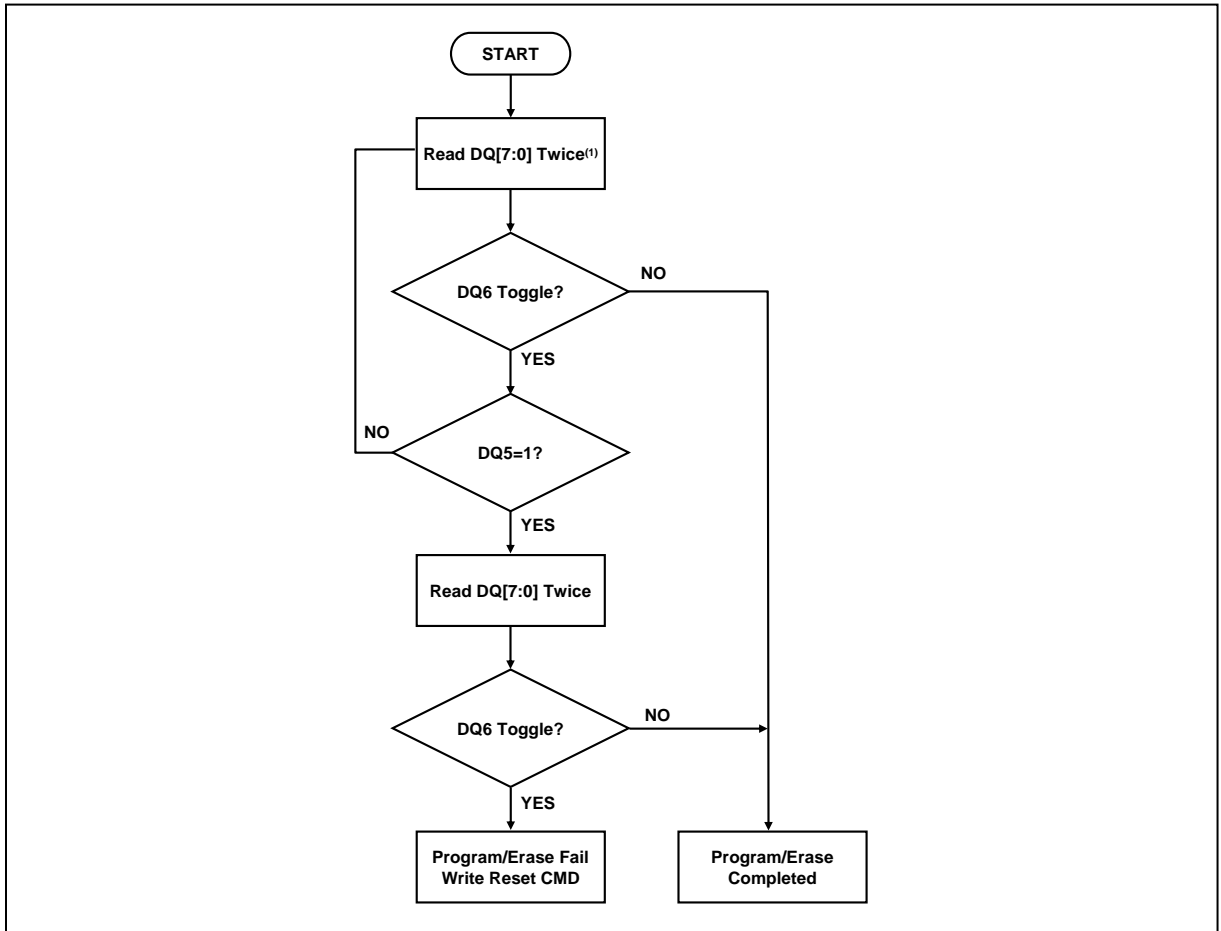 START
Read DQ[7:0] Twice(1)
DQ6 Toggle?
NO
YES
DQ5=1?
NO
YES
Read DQ[7:0] Twice
DQ6 Toggle?
NO
YES
Program/Erase Fail
Write Reset CMD
Program/Erase
Completed